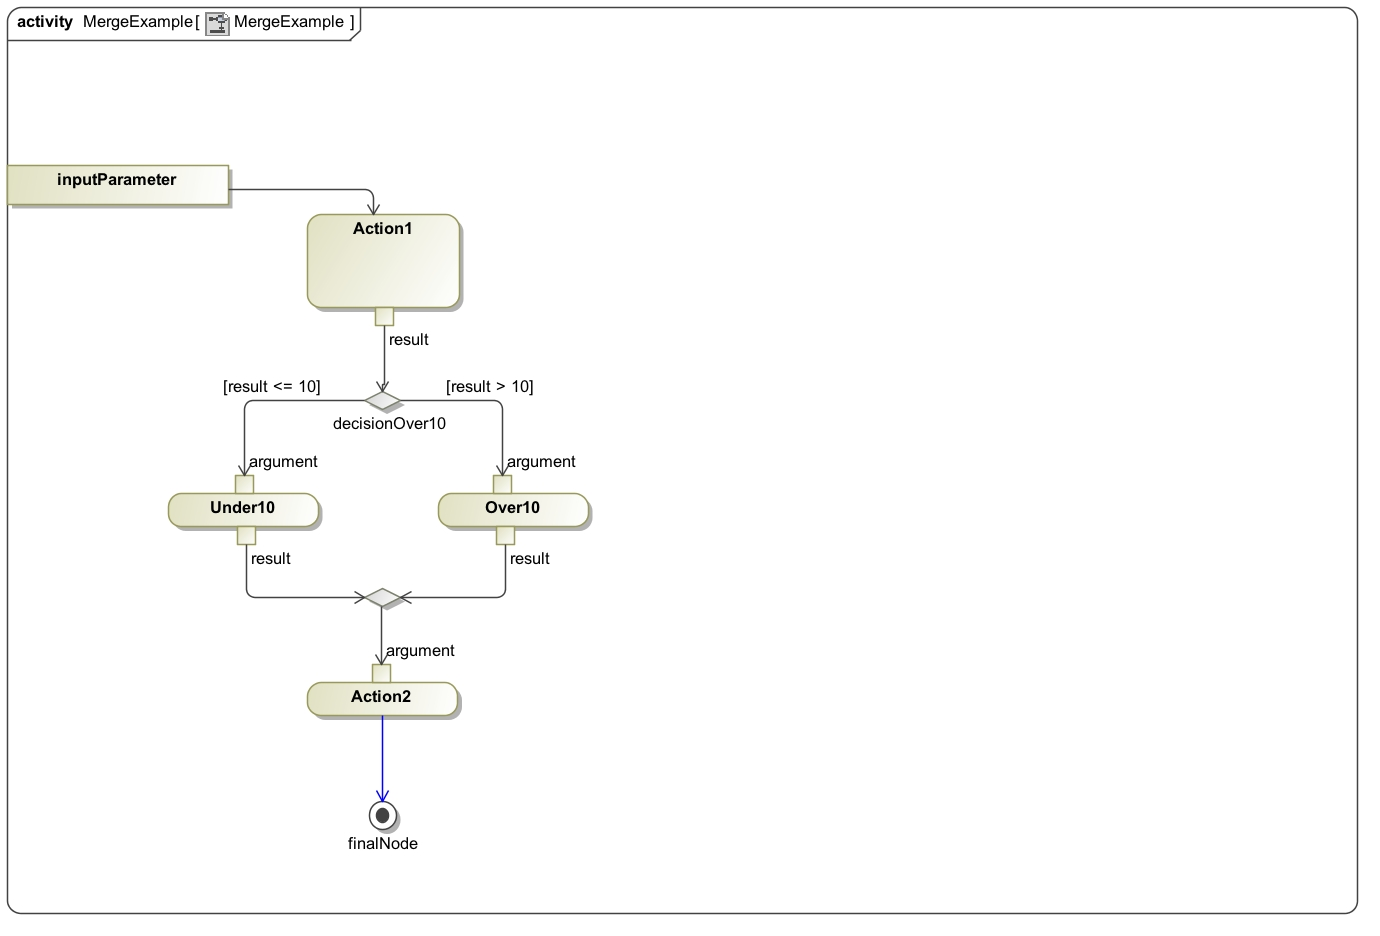 activity MergeExample[ MergeExample ]
inputParameter
Action1
result
[result <= 10]
[result > 10]
decisionOver10
argument
argument
Under10
Over10
result
result
argument
Action2
finalNode